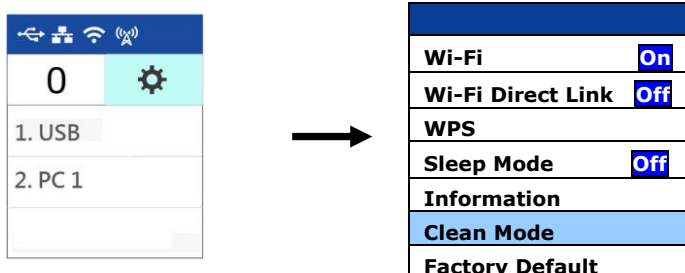 0
1. USB
2. PC 1
Wi-Fi On
Wi-Fi Direct Link Off
WPS
Sleep Mode Off
Information
Clean Mode
Factory Default